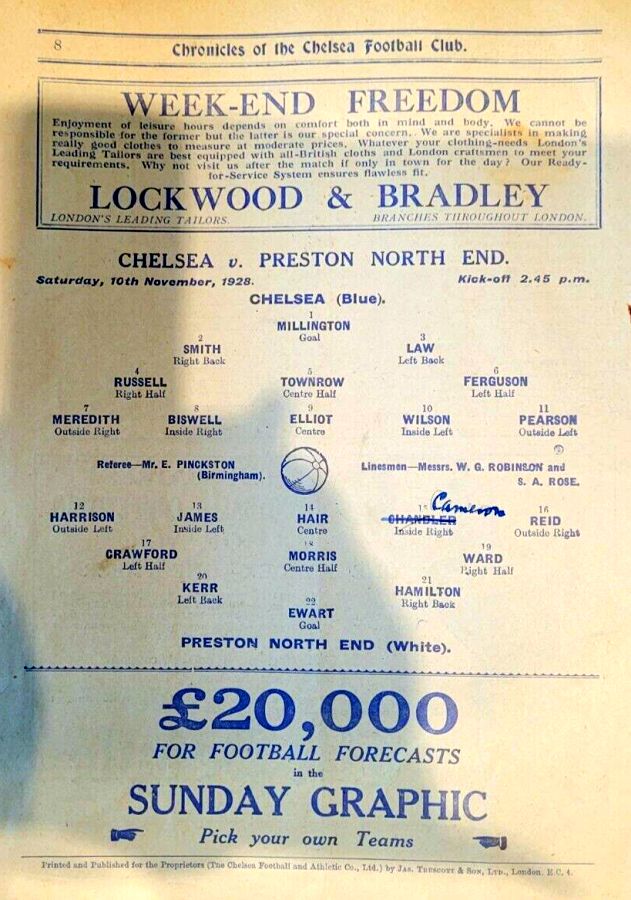 8
Chronicles of the Chelsea Football Club.
WEEK-END FREEDOM
Enjoyment of leisure hours depends on comfort both in mind and body. We cannot be
responsible for the former but the latter is our special concern. We are specialists in making
really good clothes to measure at moderate prices. Whatever your clothing-needs London's
Leading Tailors are best equipped with all-British cloths and London craftsmen to meet your
requirements. Why not visit us after the match if only in town for the day? Our Ready-
for-Service System ensures flawless fit.
LOCKWOOD & BRADLEY
LONDON'S LEADING TAILORS. BRANCHES THROUGHOUT LONDON.
CHELSEA v. PRESTON NORTH END.
Saturday, 10th November, 1928. Kick-off 2.45 p.m.
CHELSEA (Blue).
1
MILLINGTON
Goal
2 3
SMITH LAW
Right Back Left Back
4 5 6
RUSSELL TOWNROW FERGUSON
Right Half Centre Half Left Half
7 8 9 10 11
MEREDITH BISWELL ELLIOT WILSON PEARSON
Outside Right Inside Right Centre Inside Left Outside Left
Referee—Mr. E. PINCKSTON Linesmen—Messrs. W. G. ROBINSON and
(Birmingham). S. A. ROSE.
Cameron
12 13 14 15 16
HARRISON JAMES HAIR CHANDLER REID
Outside Left Inside Left Centre Inside Right Outside Right
17 18 19
CRAWFORD MORRIS WARD
Left Half Centre Half Right Half
20 21
KERR HAMILTON
Left Back Right Back
22
EWART
Goal
PRESTON NORTH END (White).
£20,000
FOR FOOTBALL FORECASTS
in the
SUNDAY GRAPHIC
Pick your own Teams
Printed and Published for the Proprietors (The Chelsea Football and Athletic Co., Ltd.) by Jas. Truscott & Son, Ltd., London. E.C. 4.